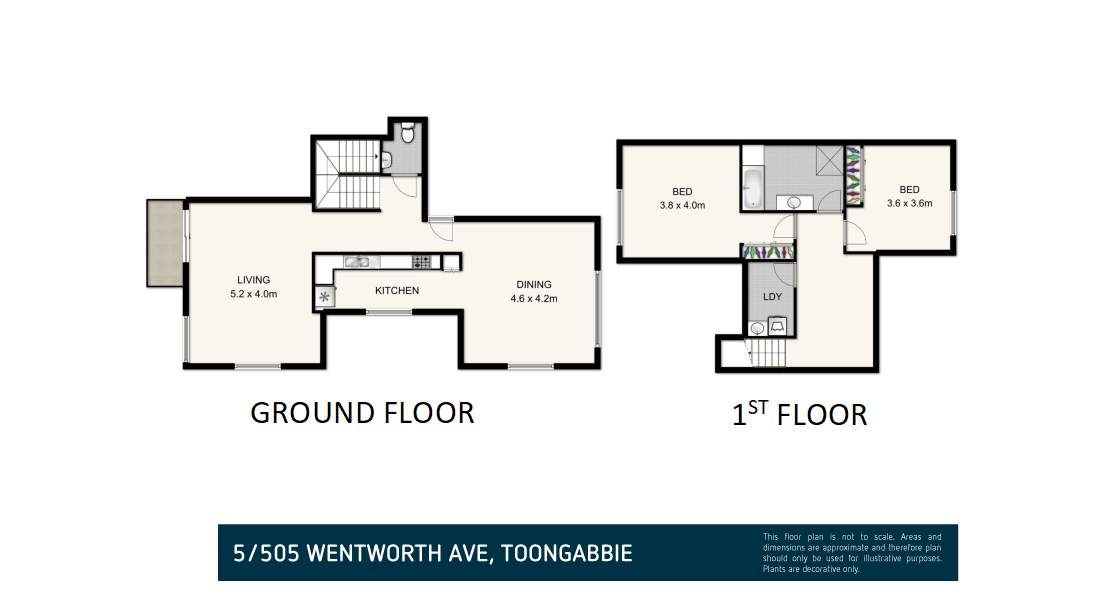 LIVING
5.2 x 4.0m
KITCHEN
DINING
4.6 x 4.2m
GROUND FLOOR
BED
3.8 x 4.0m
BED
3.6 x 3.6m
LDY
1ST FLOOR
5/505 WENTWORTH AVE, TOONGABBIE
This floor plan is not to scale. Areas and
dimensions are approximate and therefore plan
should only be used for illustrative purposes.
Plants are decorative only.